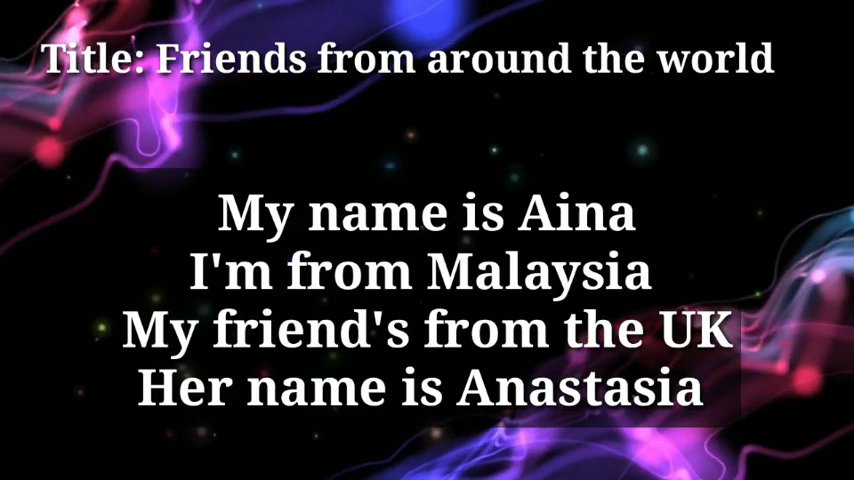 Title: Friends from around the world
My name is Aina
I'm from Malaysia
My friend's from the UK
Her name is Anastasia